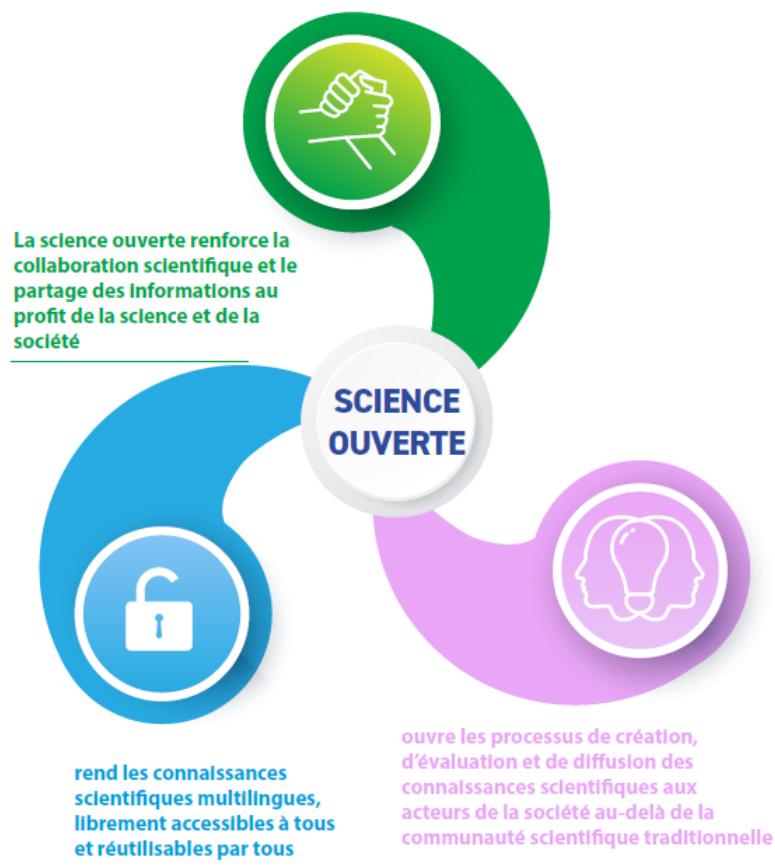 La science ouverte renforce la
collaboration scientifique et le
partage des informations au
profit de la science et de la
société
SCIENCE
OUVERTE
rend les connaissances
scientifiques multilingues,
librement accessibles à tous
et réutilisables par tous
ouvre les processus de création,
d'évaluation et de diffusion des
connaissances scientifiques aux
acteurs de la société au-delà de la
communauté scientifique traditionnelle